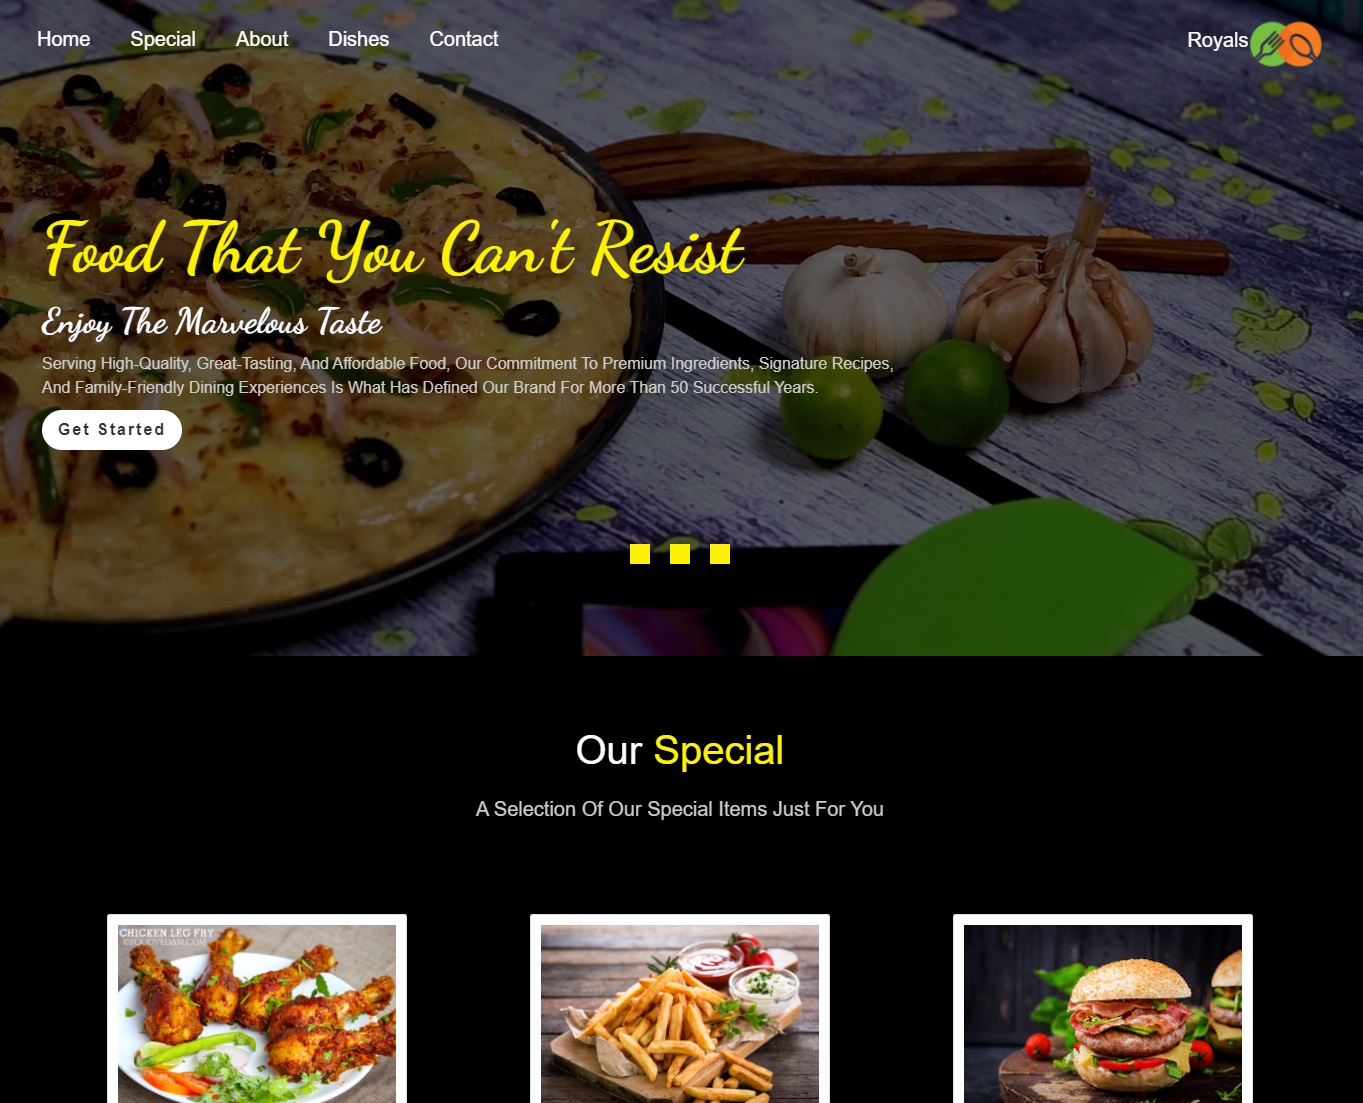 Home Special About Dishes Contact Royals
Food That You Can't Resist
Enjoy The Marvelous Taste
Serving High-Quality, Great-Tasting, And Affordable Food, Our Commitment To Premium Ingredients, Signature Recipes,
And Family-Friendly Dining Experiences Is What Has Defined Our Brand For More Than 50 Successful Years.
Get Started
Our Special
A Selection Of Our Special Items Just For You
CHICKEN LEG FRY
©FOODVEDAM.COM